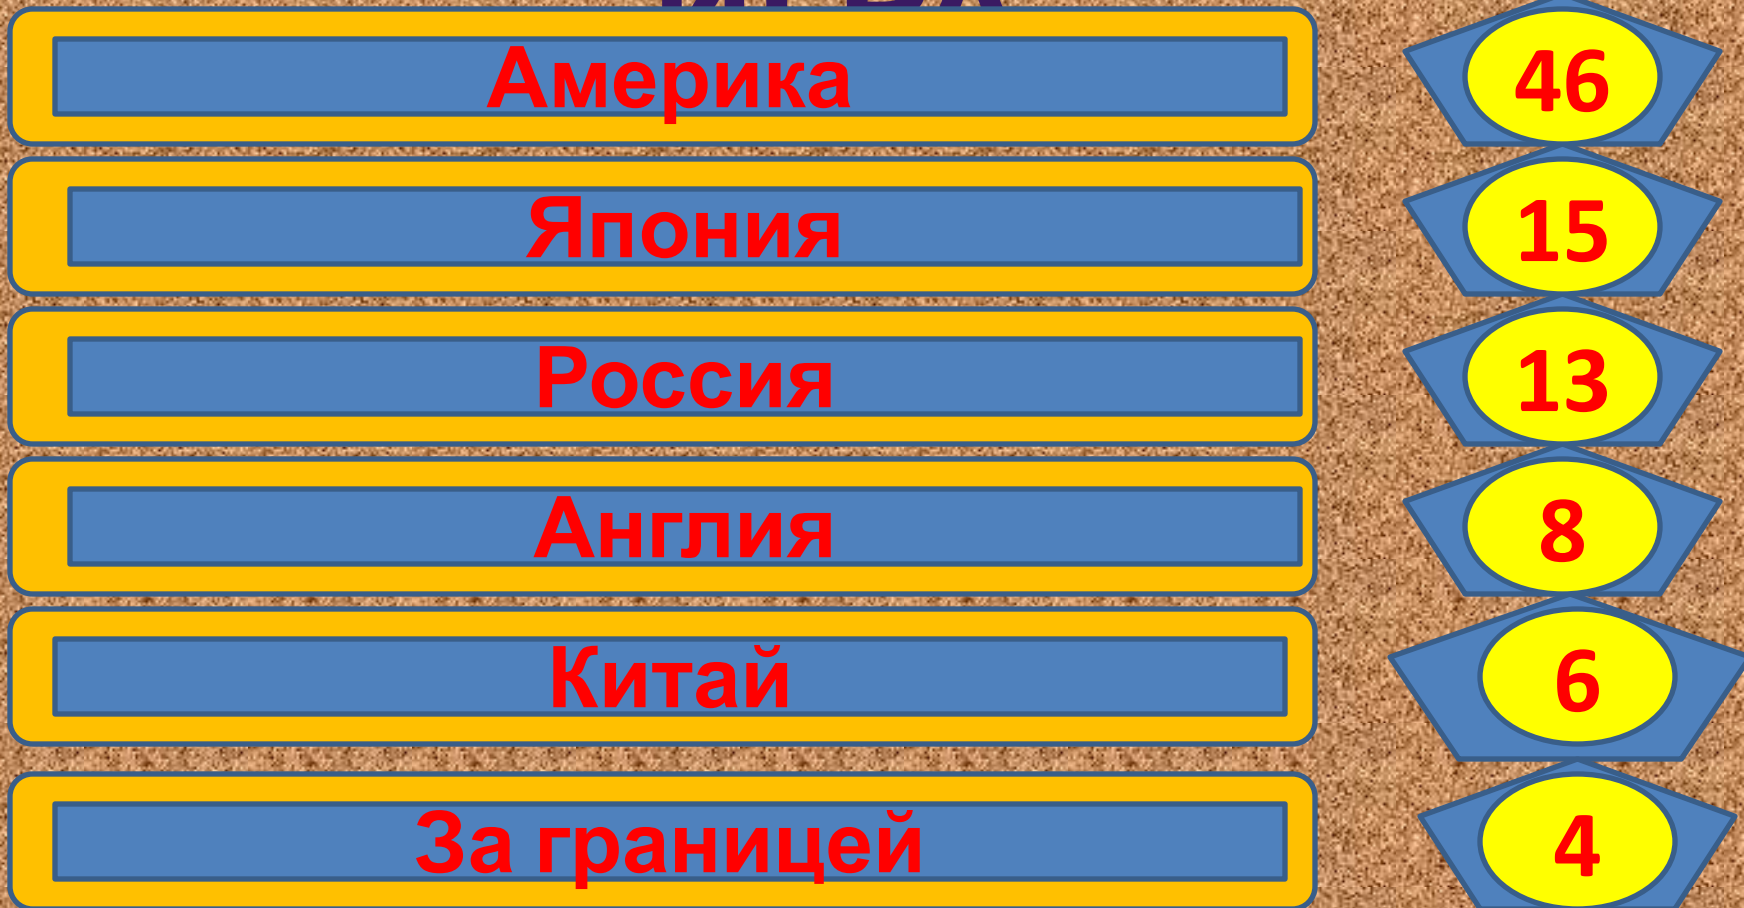 Америка
46
Япония
15
Россия
13
Англия
8
Китай
6
За границей
4